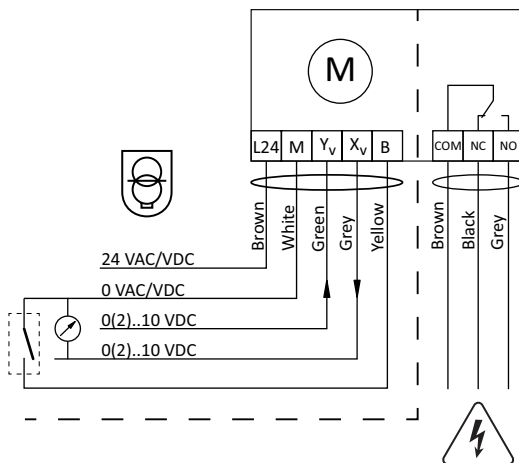 M
L24 M Yv Xv B
COM NC NO
Brown
White
Green
Grey
Yellow
Brown
Black
Grey
24 VAC/VDC
0 VAC/VDC
0(2)..10 VDC
0(2)..10 VDC